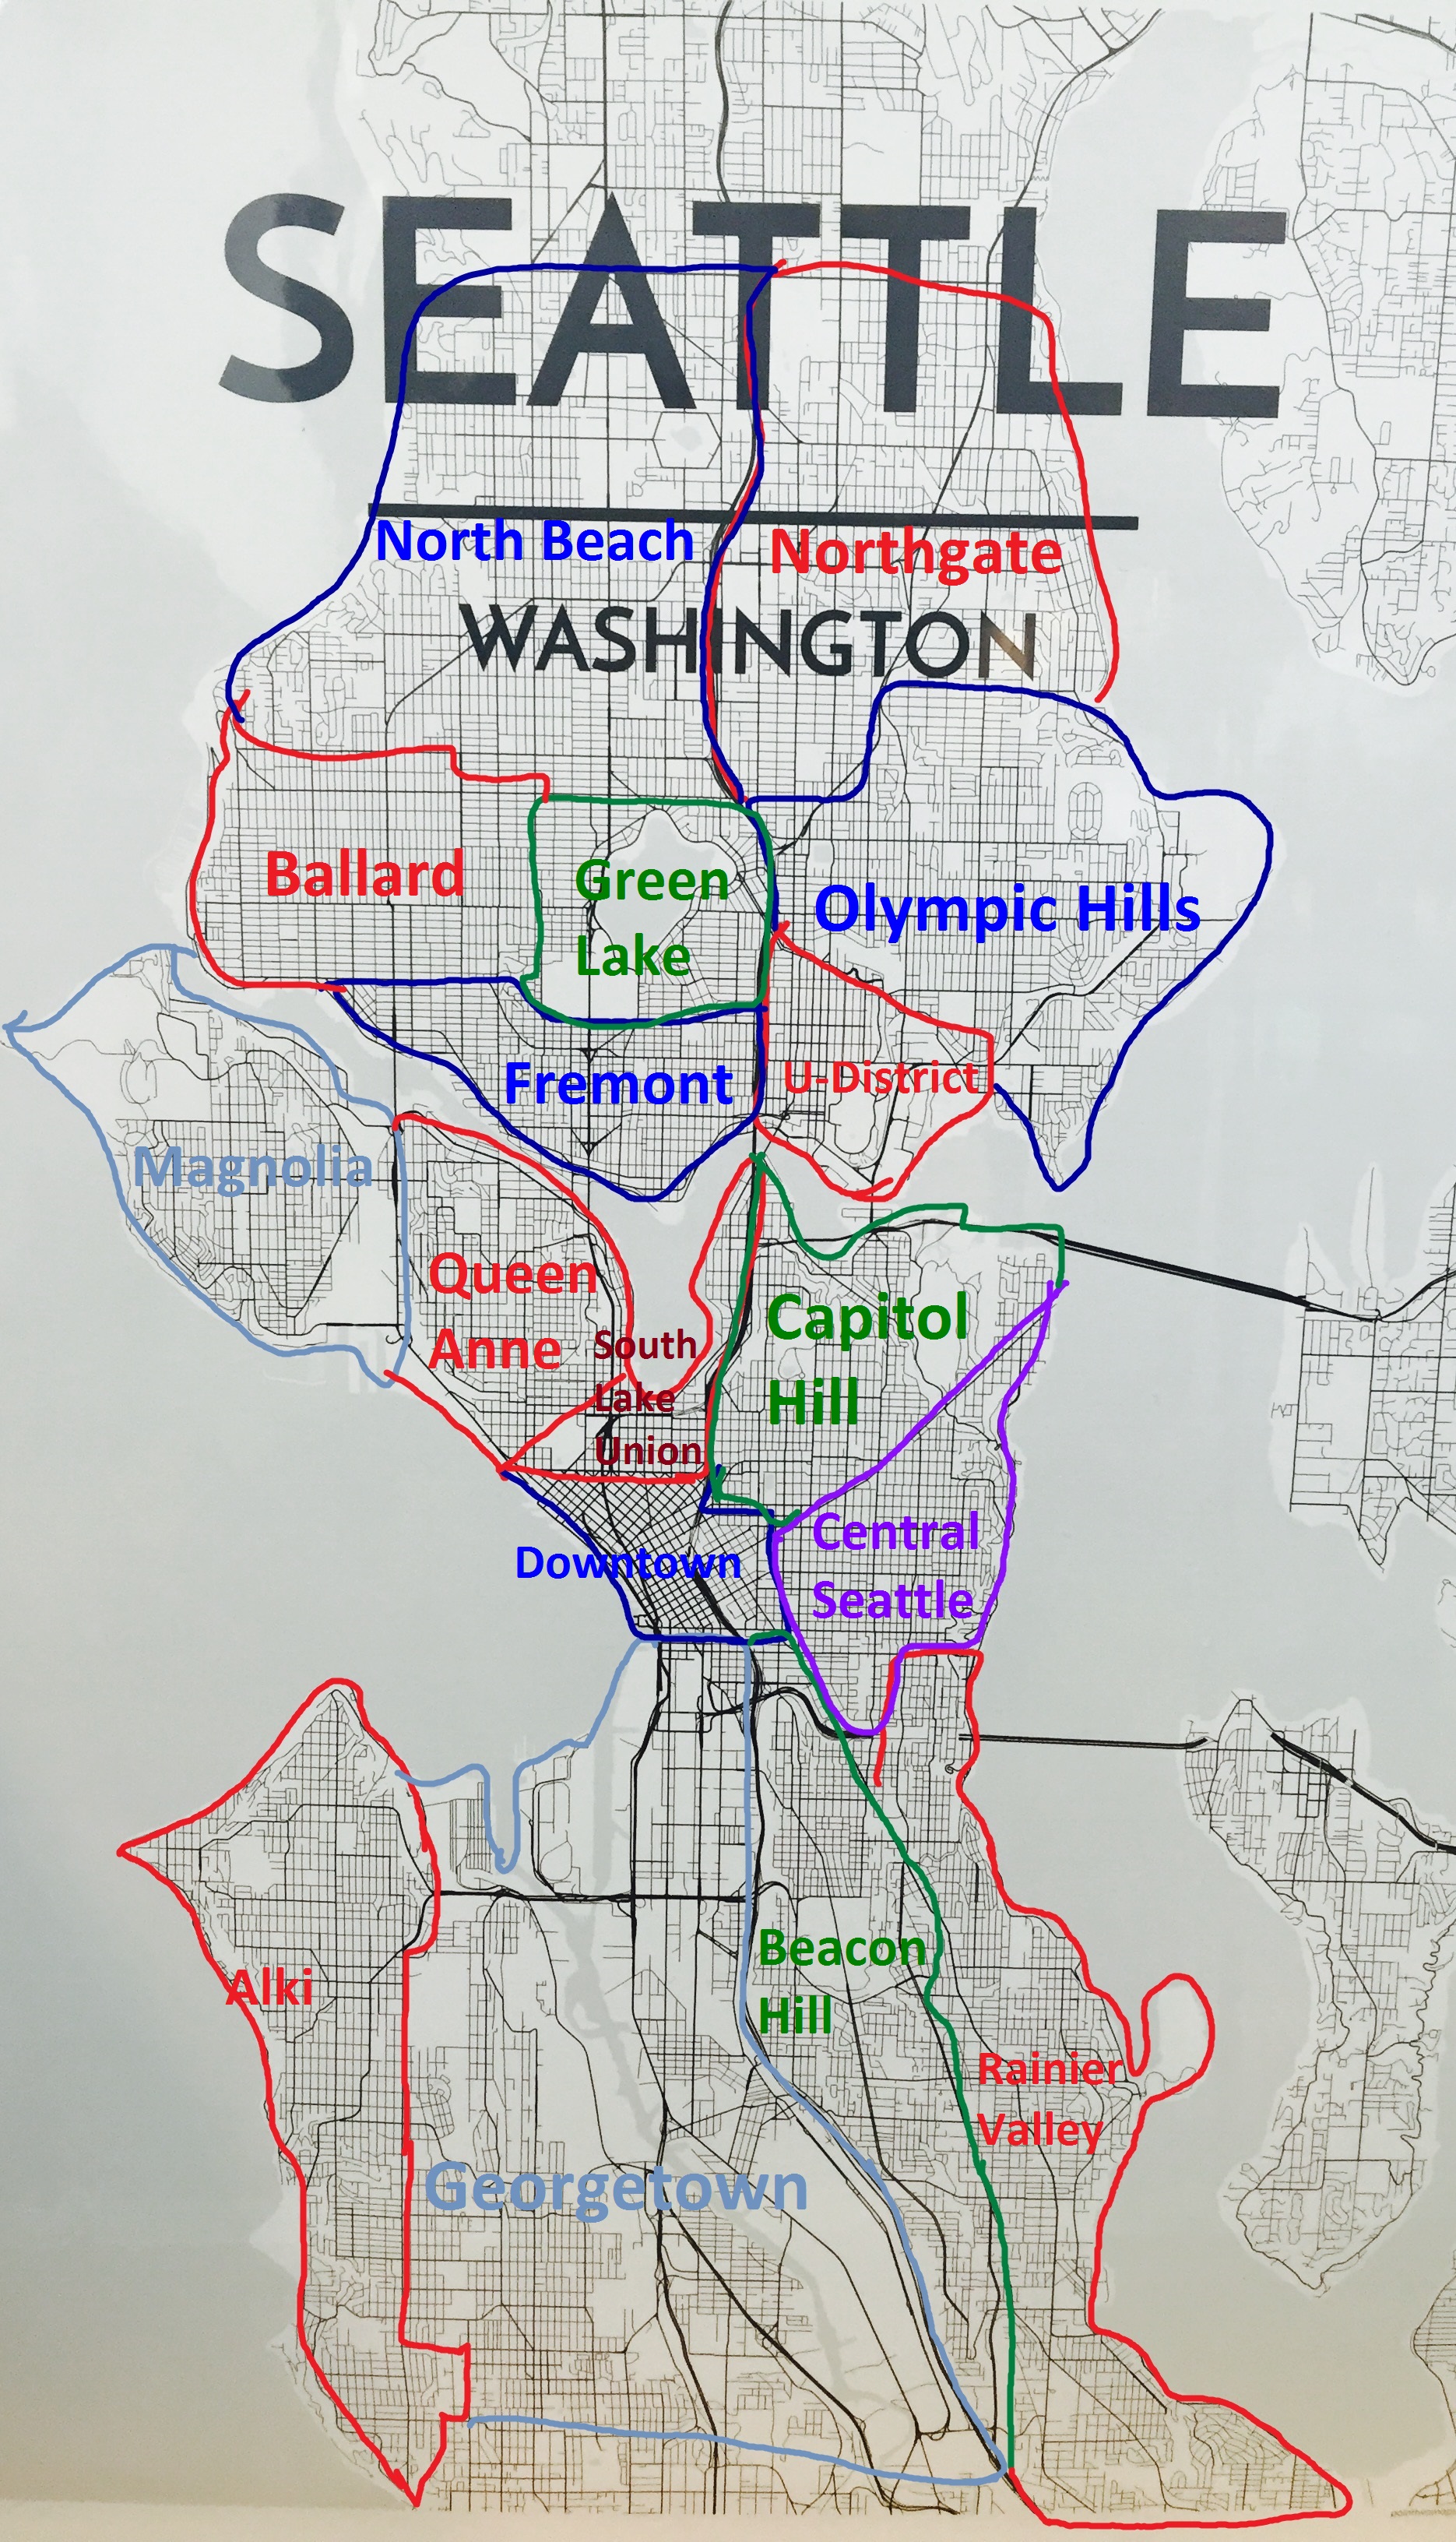 SEATTLE
North Beach
Northgate
WASHINGTON
Ballard
Green
Lake
Olympic Hills
Fremont
U-District
Magnolia
Queen
Anne
South
Lake
Union
Capitol
Hill
Downtown
Central
Seattle
Alki
Beacon
Hill
Rainier
Valley
Georgetown